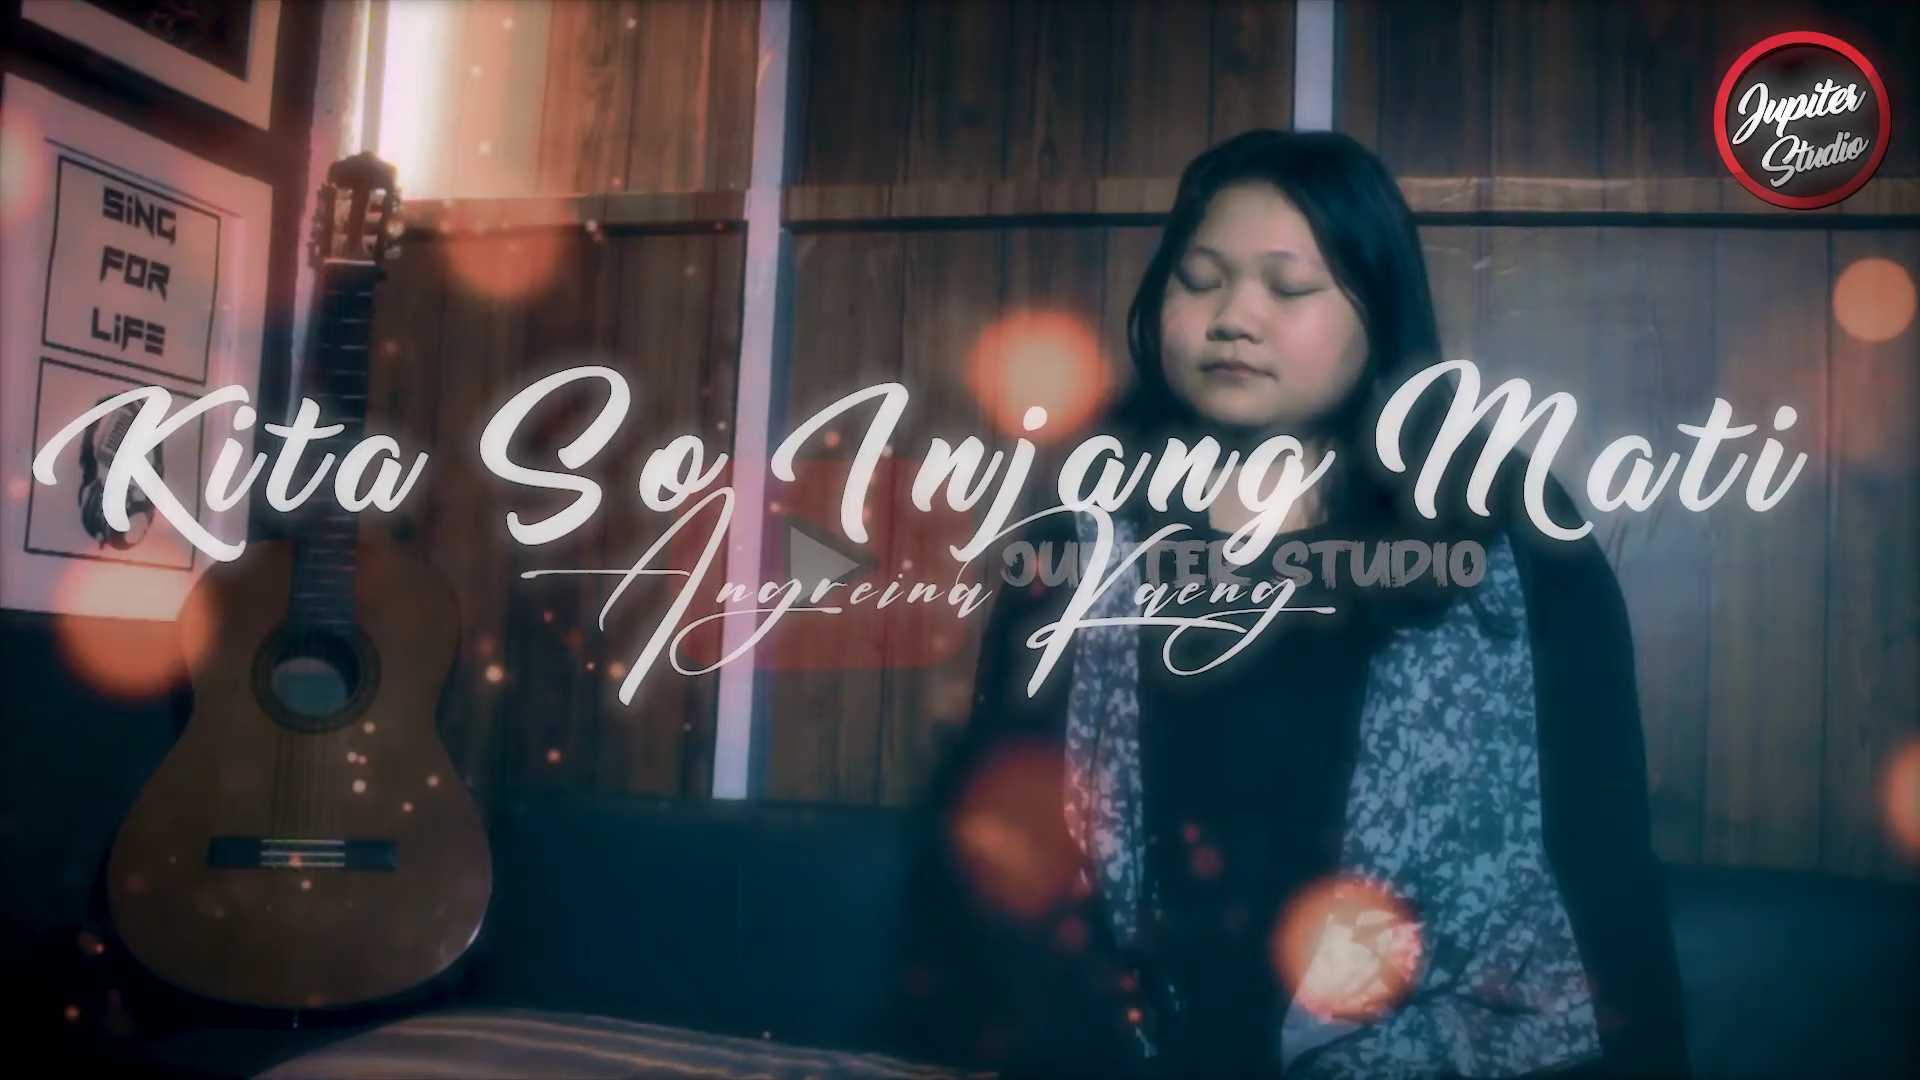 Jupiter
Studio
SiNG
FOR
LiFE
Kita So Injang Mati
JUPITER STUDIO
Angreina Kaeng